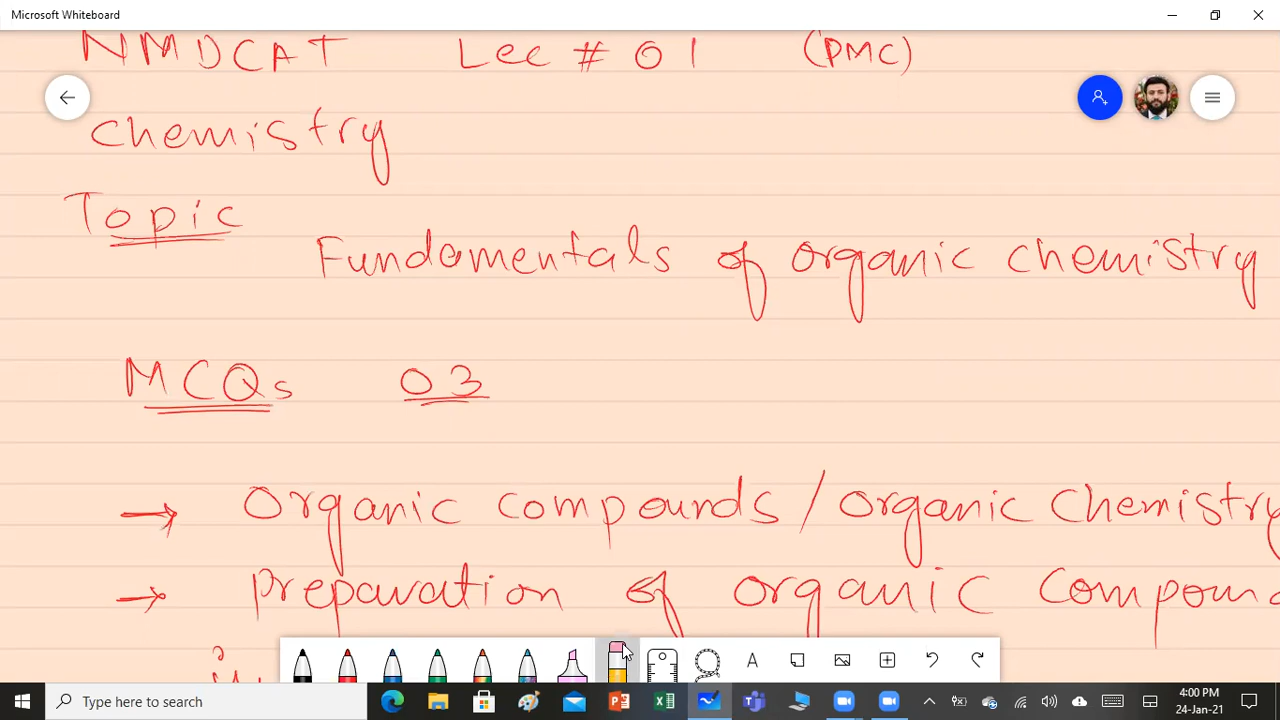 Microsoft Whiteboard
NMDCAT Lec # 01 (PMC)
Chemistry
Topic
Fundamentals of organic chemistry
MCQs 03
→ Organic compounds / organic Chemistry
→ Preparation of organic Compoun
A
Type here to search
4:00 PM
24-Jan-21